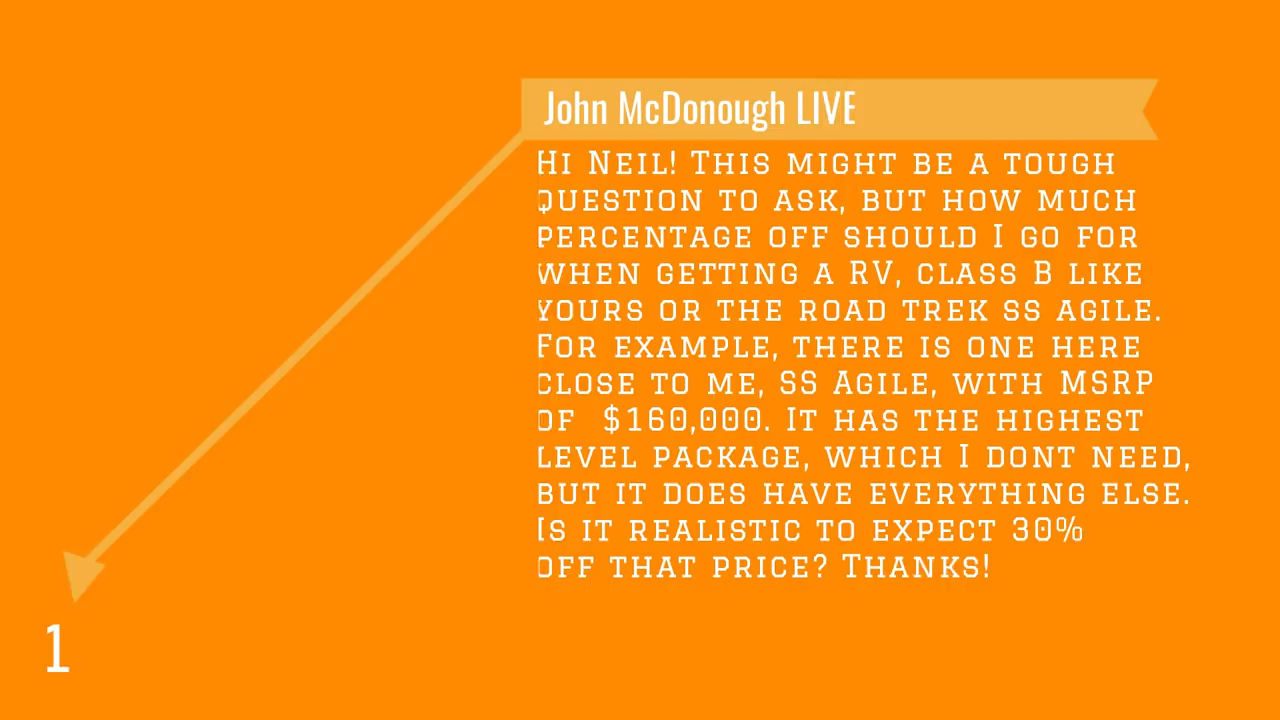 John McDonough LIVE
Hi Neil! This might be a tough
question to ask, but how much
percentage off should I go for
when getting a RV, class B like
yours or the road trek ss agile.
For example, there is one here
close to me, SS Agile, with MSRP
of  $160,000. It has the highest
level package, which I dont need,
but it does have everything else.
Is it realistic to expect 30%
off that price? Thanks!
1